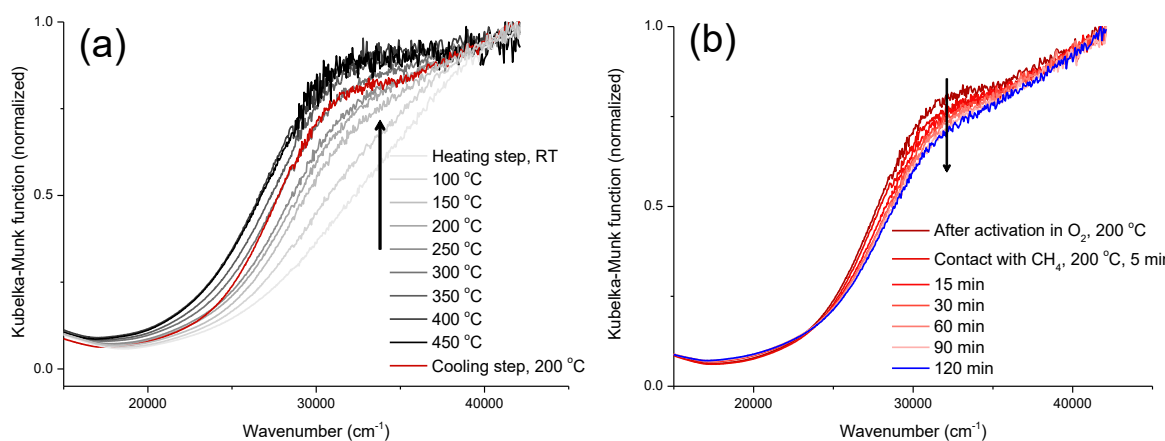 (a)
Kubelka-Munk function (normalized)
1.0
0.5
0.0
Heating step, RT
100 °C
150 °C
200 °C
250 °C
300 °C
350 °C
400 °C
450 °C
Cooling step, 200 °C
20000 30000 40000
Wavenumber (cm-1)
(b)
Kubelka-Munk function (normalized)
1.0
0.5
0.0
After activation in O2, 200 °C
Contact with CH4, 200 °C, 5 min
15 min
30 min
60 min
90 min
120 min
20000 30000 40000
Wavenumber (cm-1)